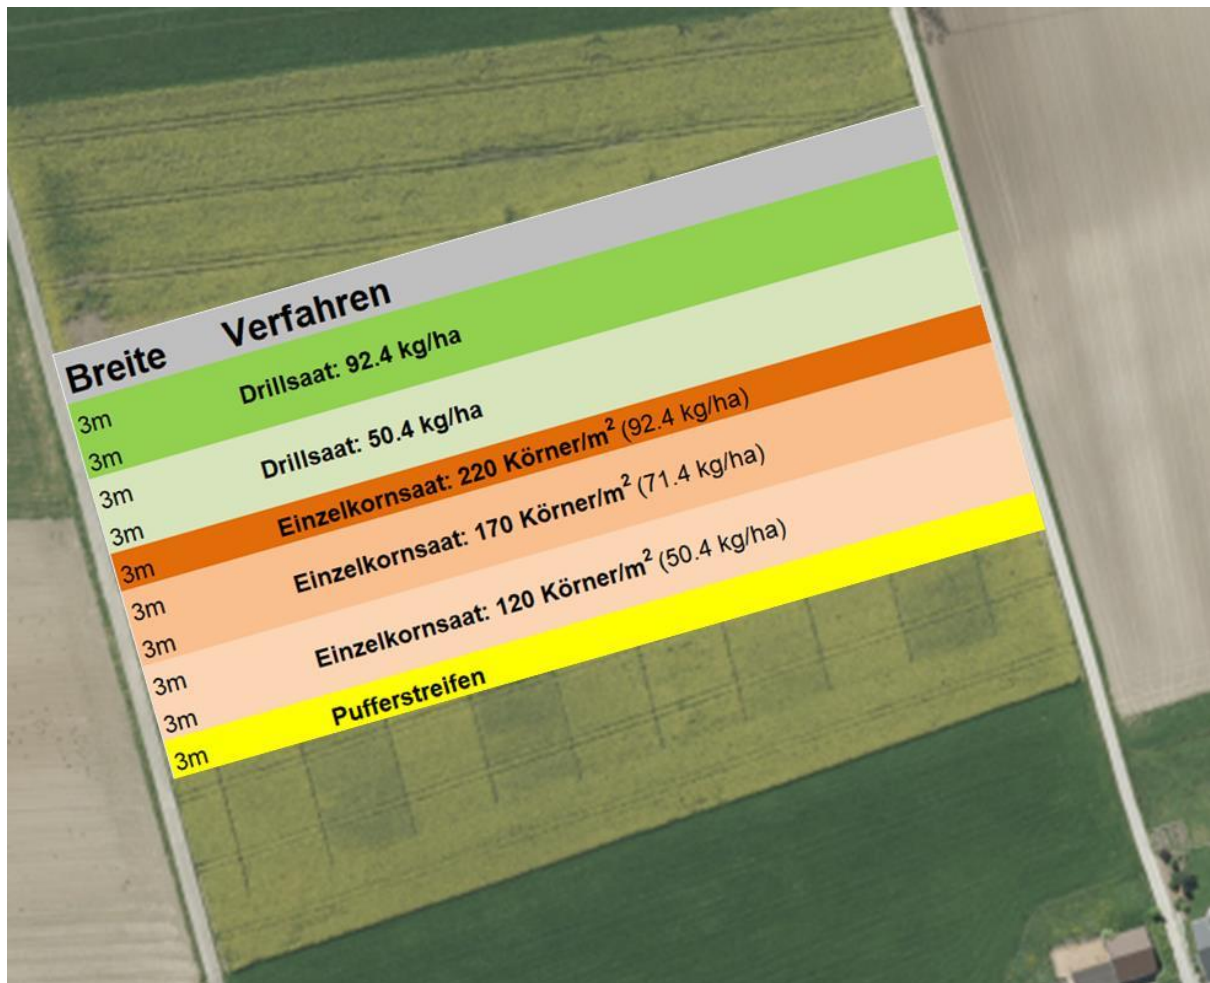 Breite Verfahren
3m
Drillsaat: 92.4 kg/ha
3m
3m
Drillsaat: 50.4 kg/ha
3m
3m Einzelkornsaat: 220 Körner/m² (92.4 kg/ha)
3m
Einzelkornsaat: 170 Körner/m² (71.4 kg/ha)
3m
3m
Einzelkornsaat: 120 Körner/m² (50.4 kg/ha)
3m
3m Pufferstreifen